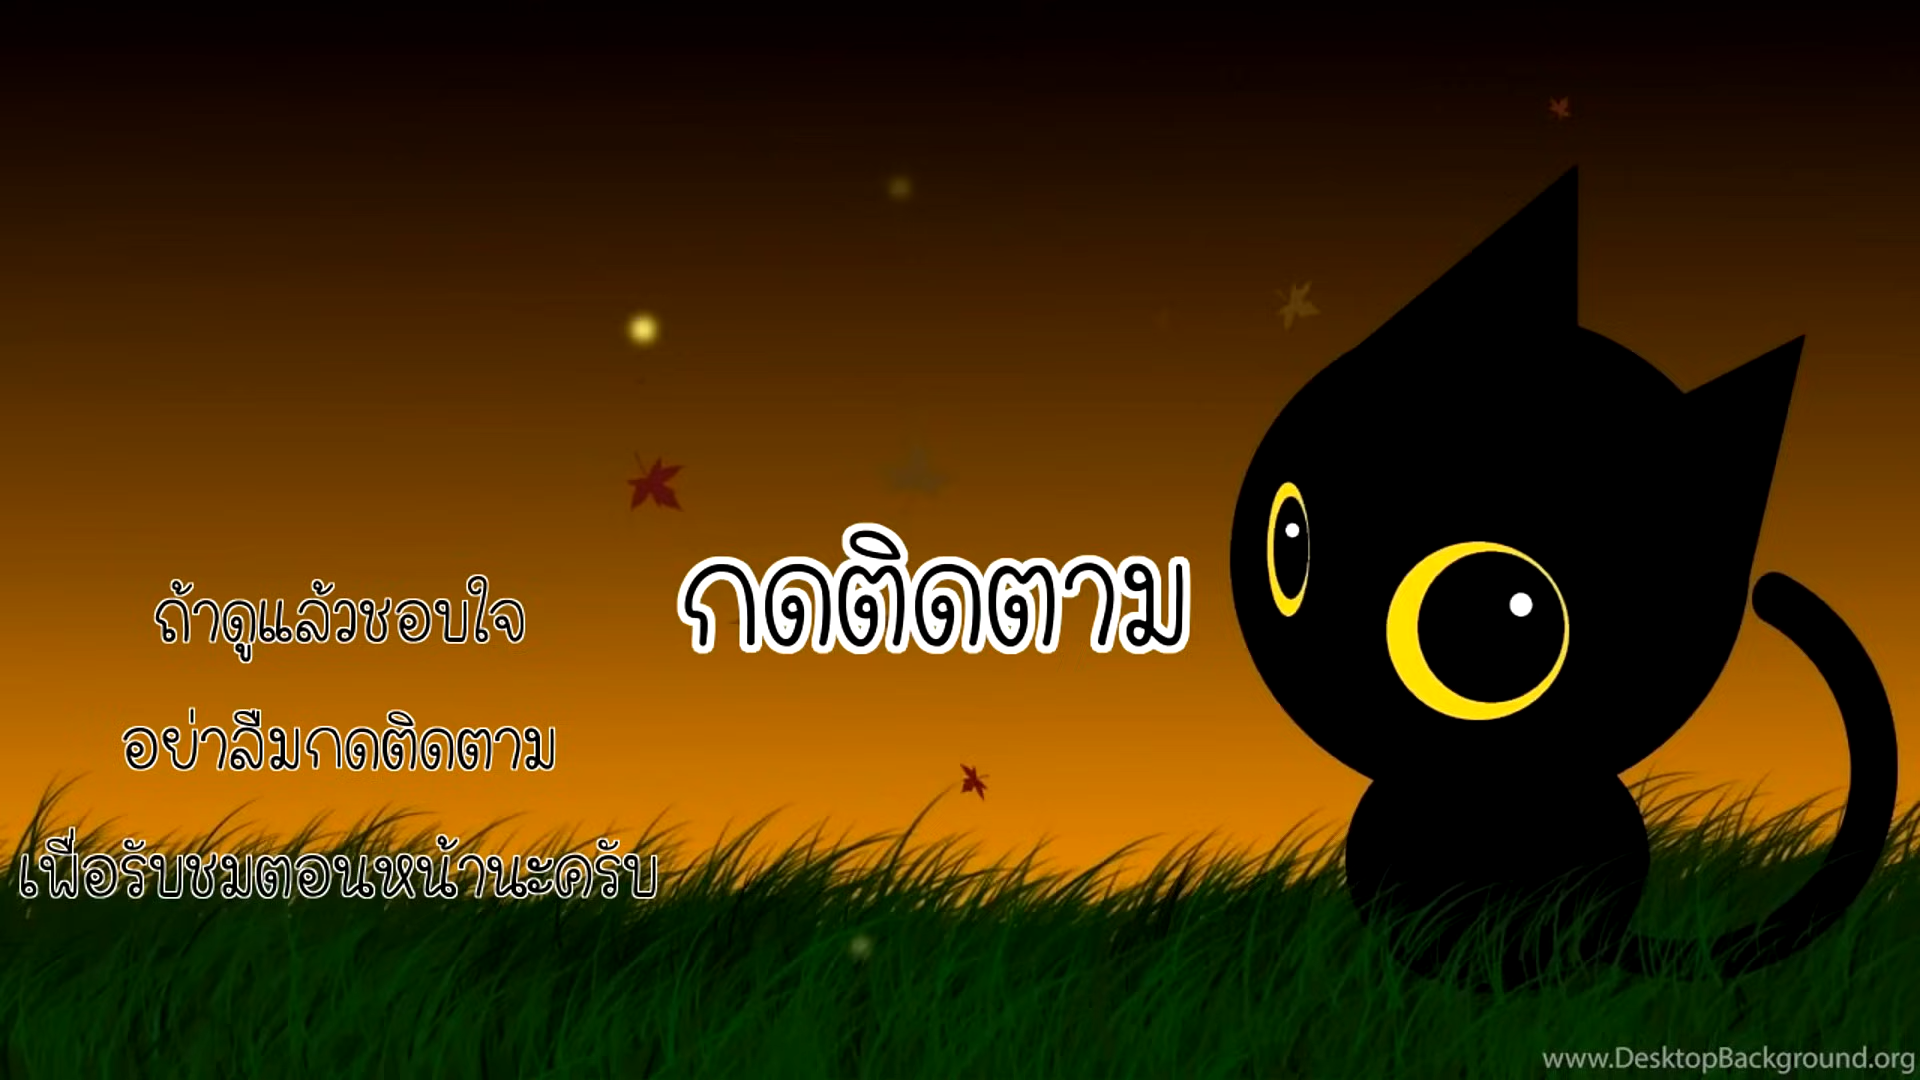 กดติดตาม
ถ้าดูแล้วชอบใจ
อย่าลืมกดติดตาม
เพื่อรับชมตอนหน้านะครับ
www.DesktopBackground.org